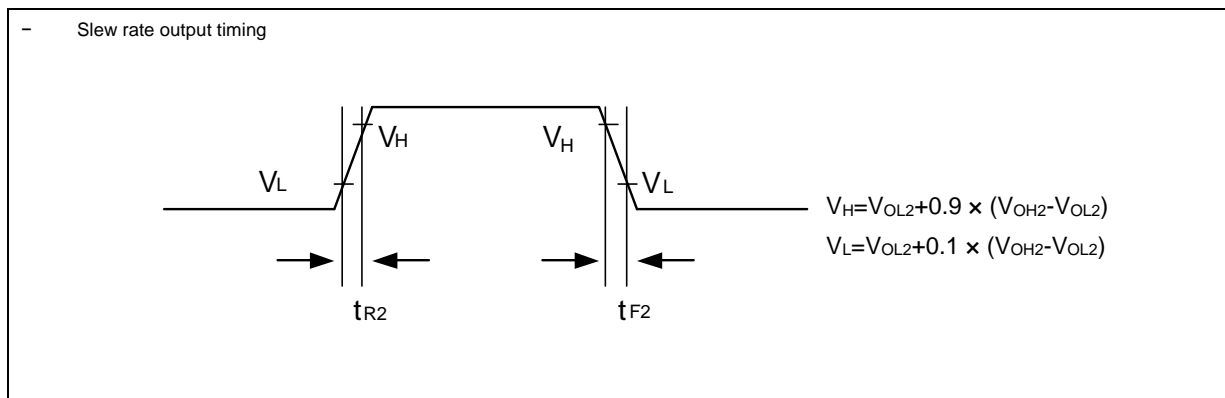 − Slew rate output timing
VH VH
VL VL
VH=VOL2+0.9 × (VOH2-VOL2)
VL=VOL2+0.1 × (VOH2-VOL2)
tR2 tF2